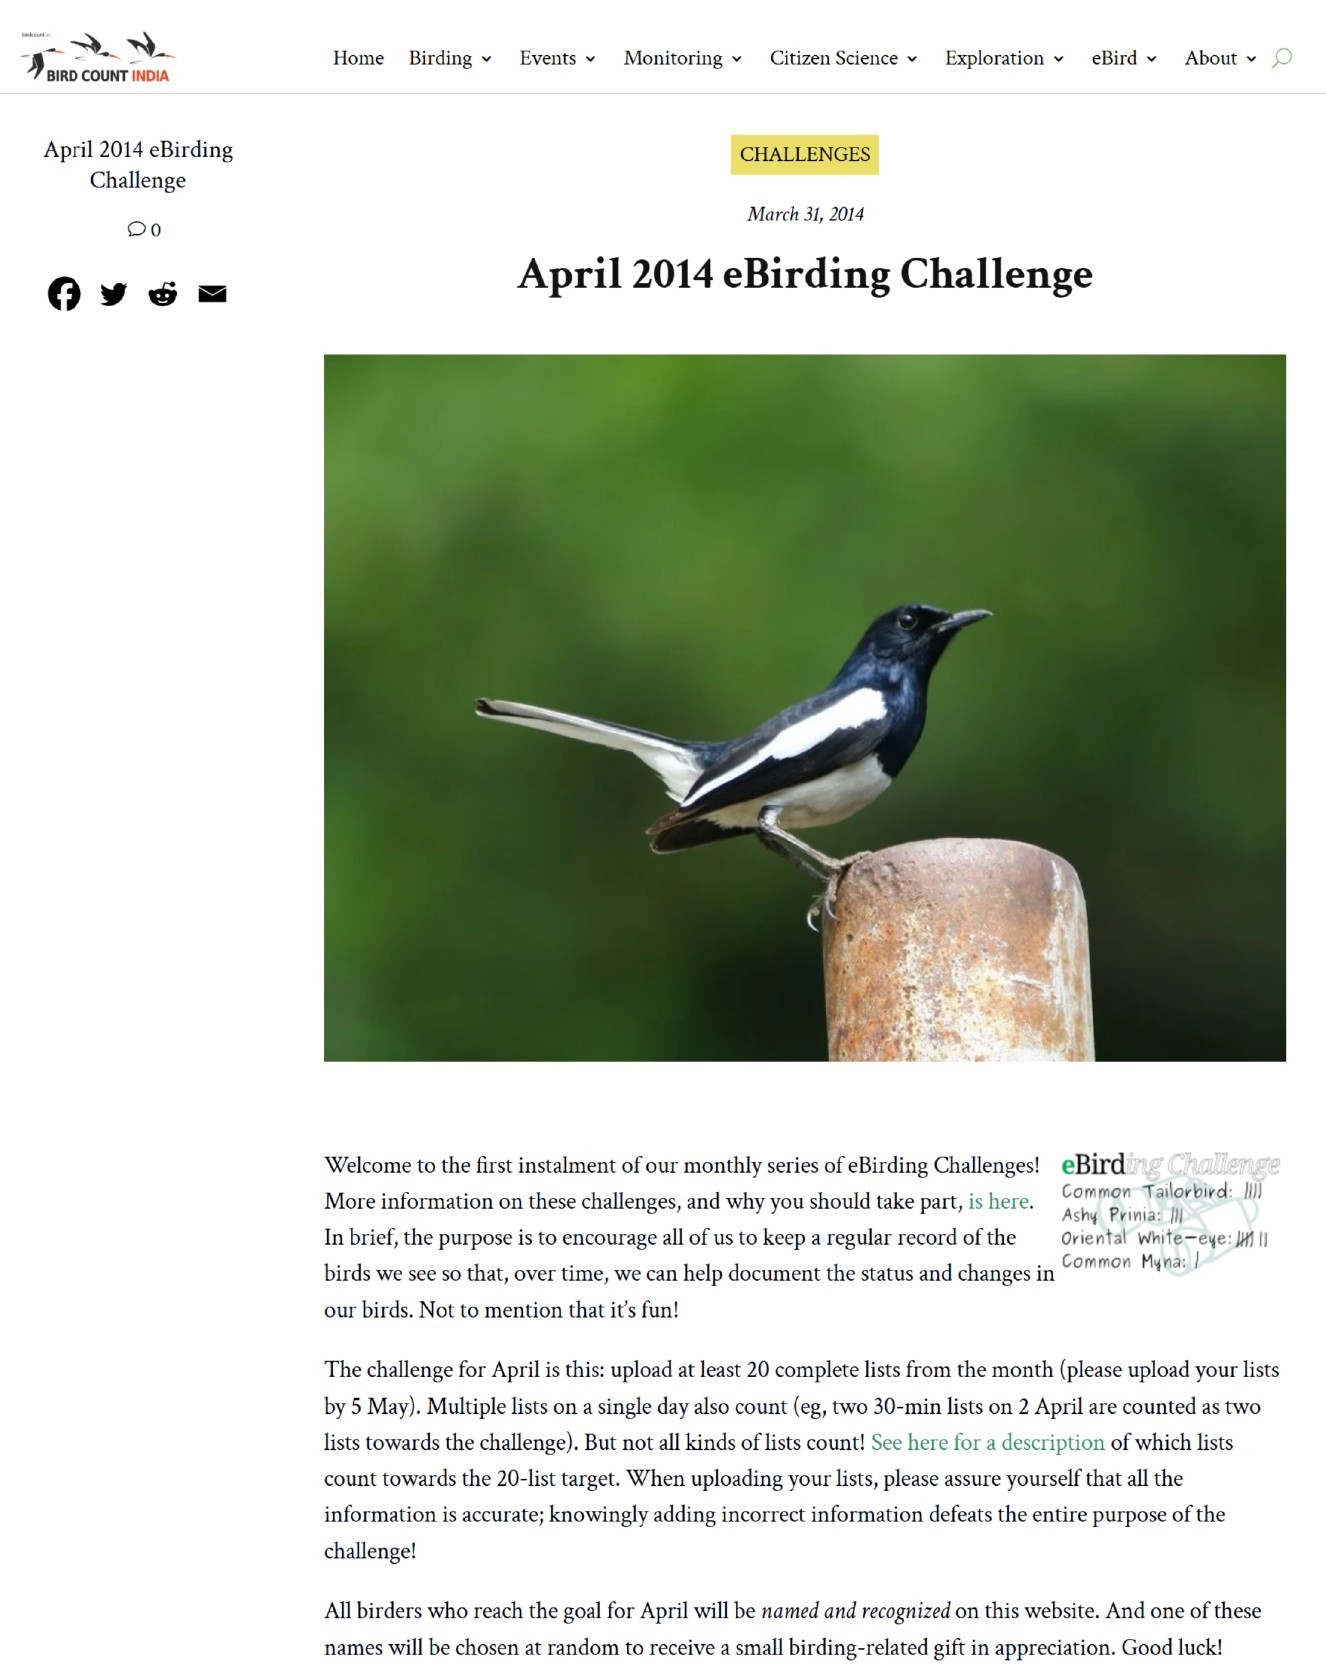 birdcount.in
BIRD COUNT INDIA
Home Birding Events Monitoring Citizen Science Exploration eBird About
April 2014 eBirding
Challenge
0
CHALLENGES
March 31, 2014
April 2014 eBirding Challenge
Welcome to the first instalment of our monthly series of eBirding Challenges!
More information on these challenges, and why you should take part, is here.
In brief, the purpose is to encourage all of us to keep a regular record of the
birds we see so that, over time, we can help document the status and changes in
our birds. Not to mention that it’s fun!
eBirding Challenge
Common Tailorbird:
Ashy Prinia:
Oriental White-eye:
Common Myna:
The challenge for April is this: upload at least 20 complete lists from the month (please upload your lists
by 5 May). Multiple lists on a single day also count (eg, two 30-min lists on 2 April are counted as two
lists towards the challenge). But not all kinds of lists count! See here for a description of which lists
count towards the 20-list target. When uploading your lists, please assure yourself that all the
information is accurate; knowingly adding incorrect information defeats the entire purpose of the
challenge!
All birders who reach the goal for April will be named and recognized on this website. And one of these
names will be chosen at random to receive a small birding-related gift in appreciation. Good luck!